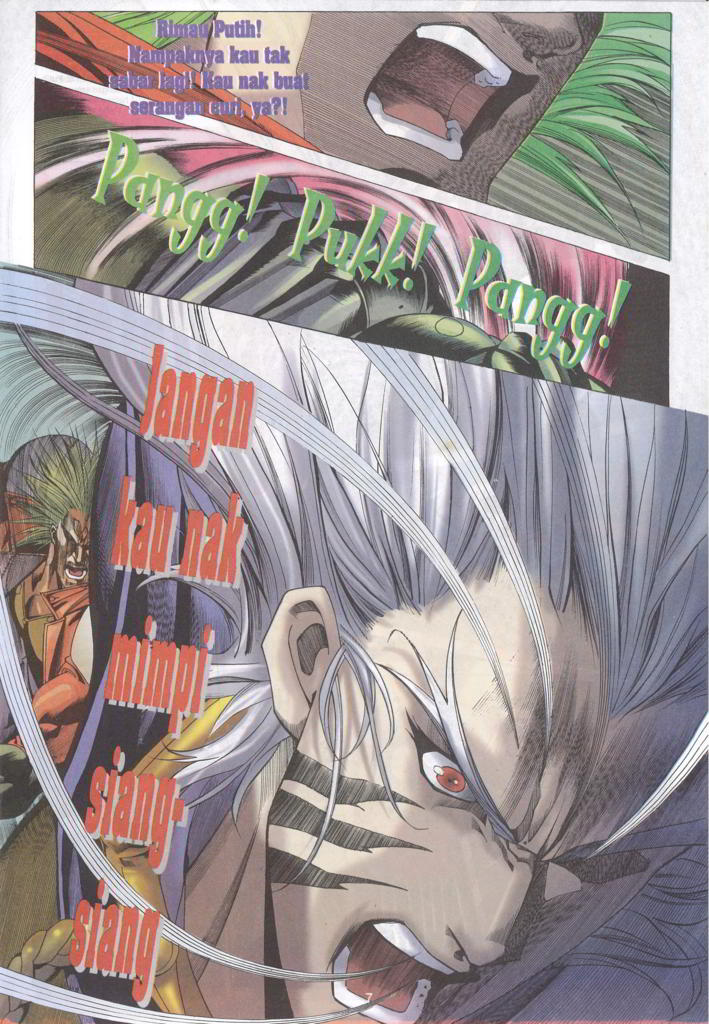 Rimau Putih!
Nampaknya kau tak
sabar lagi! Kau nak buat
serangan curi, ya?!
Pangg! Pukk! Pangg!
Jangan
kau nak
mimpi
siang-
siang
7